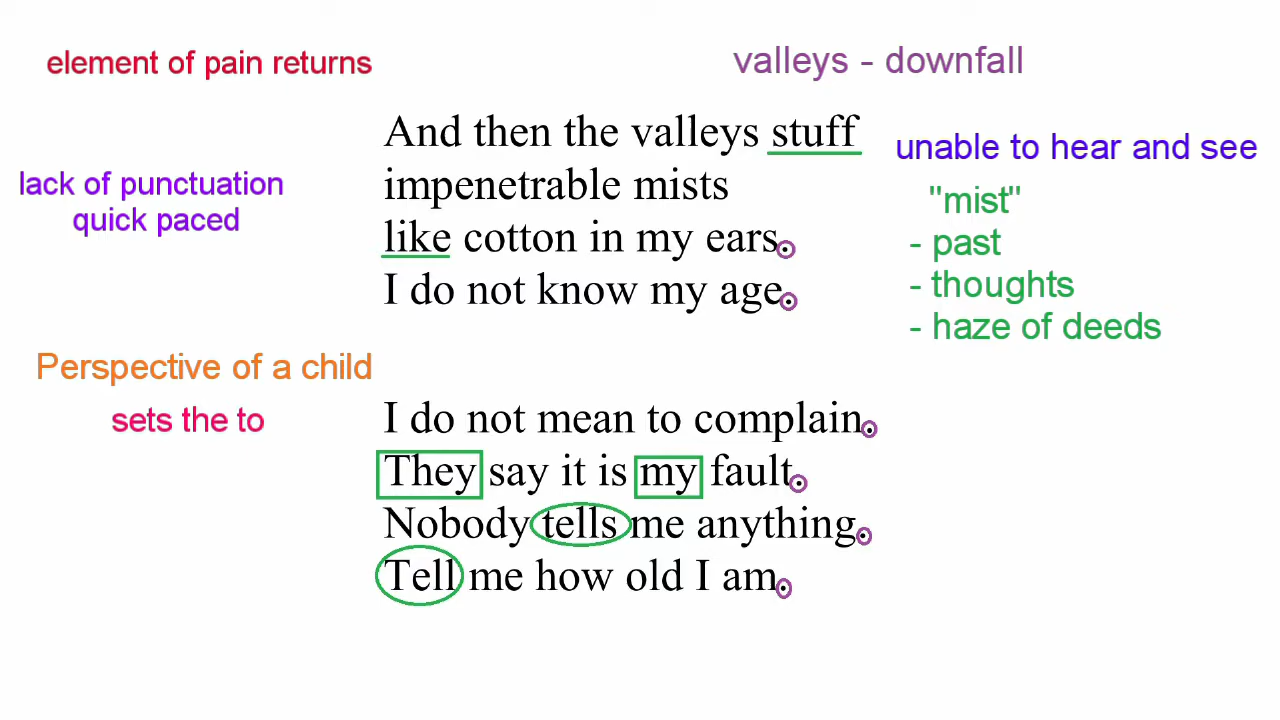 element of pain returns
valleys - downfall
And then the valleys stuff
impenetrable mists
like cotton in my ears.
I do not know my age.
unable to hear and see
"mist"
- past
- thoughts
- haze of deeds
lack of punctuation
quick paced
Perspective of a child
sets the to
I do not mean to complain.
They say it is my fault.
Nobody tells me anything.
Tell me how old I am.